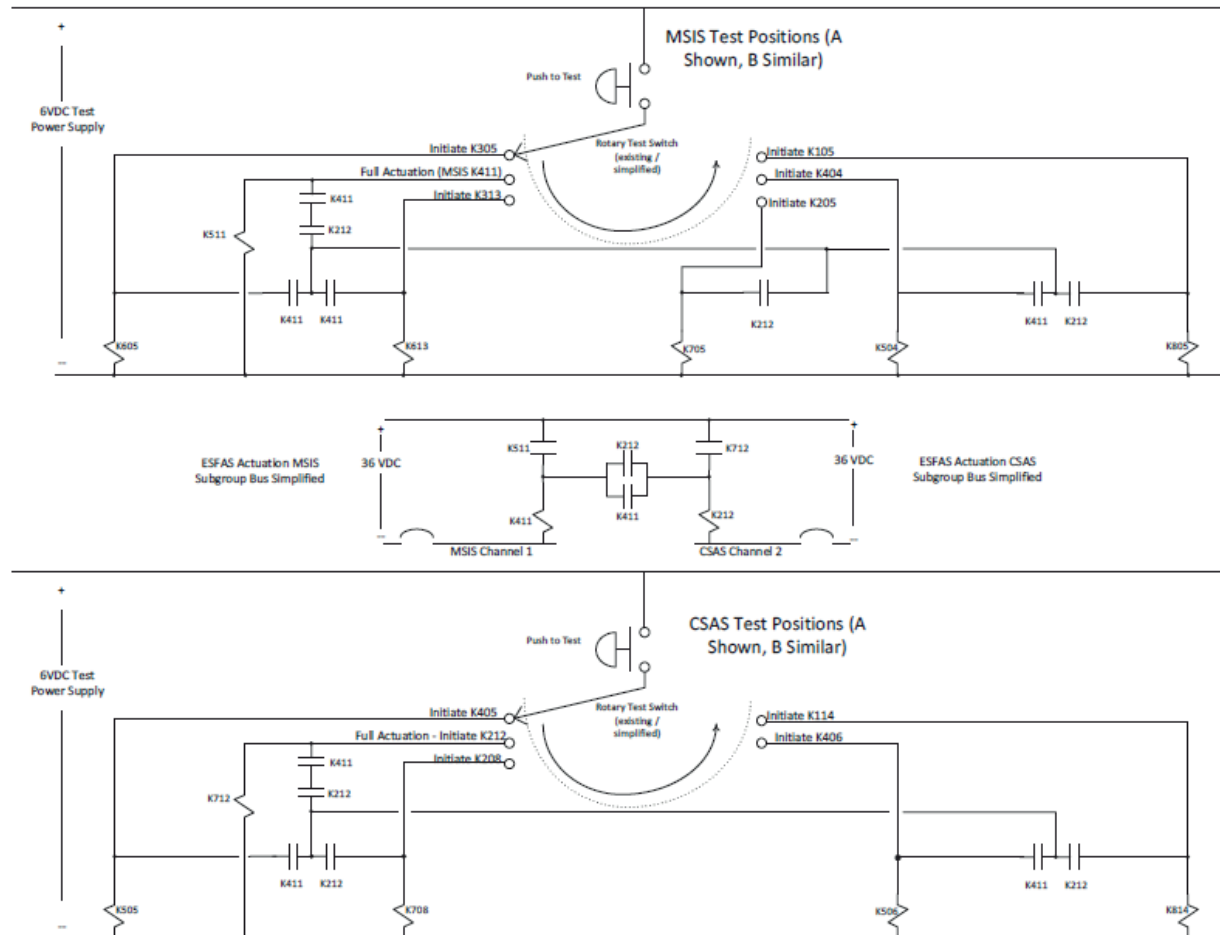 +
MSIS Test Positions (A
Shown, B Similar)
Push to Test
6VDC Test
Power Supply
Initiate K305
Rotary Test Switch
(existing /
simplified)
Initiate K105
Full Actuation (MSIS K411)
Initiate K404
Initiate K313
K411
Initiate K205
K511
K212
K411
K411
K212
K411
K212
K605
K613
K705
K504
K805
--
+
K511
K212
K712
+
ESFAS Actuation MSIS
Subgroup Bus Simplified
36 VDC
36 VDC
ESFAS Actuation CSAS
Subgroup Bus Simplified
K411
K411
K212
--
MSIS Channel 1
CSAS Channel 2
--
+
CSAS Test Positions (A
Shown, B Similar)
Push to Test
6VDC Test
Power Supply
Initiate K405
Rotary Test Switch
(existing /
simplified)
Initiate K114
Full Actuation - Initiate K212
Initiate K406
Initiate K208
K411
K712
K212
K411
K212
K411
K212
K505
K708
K506
K814
--